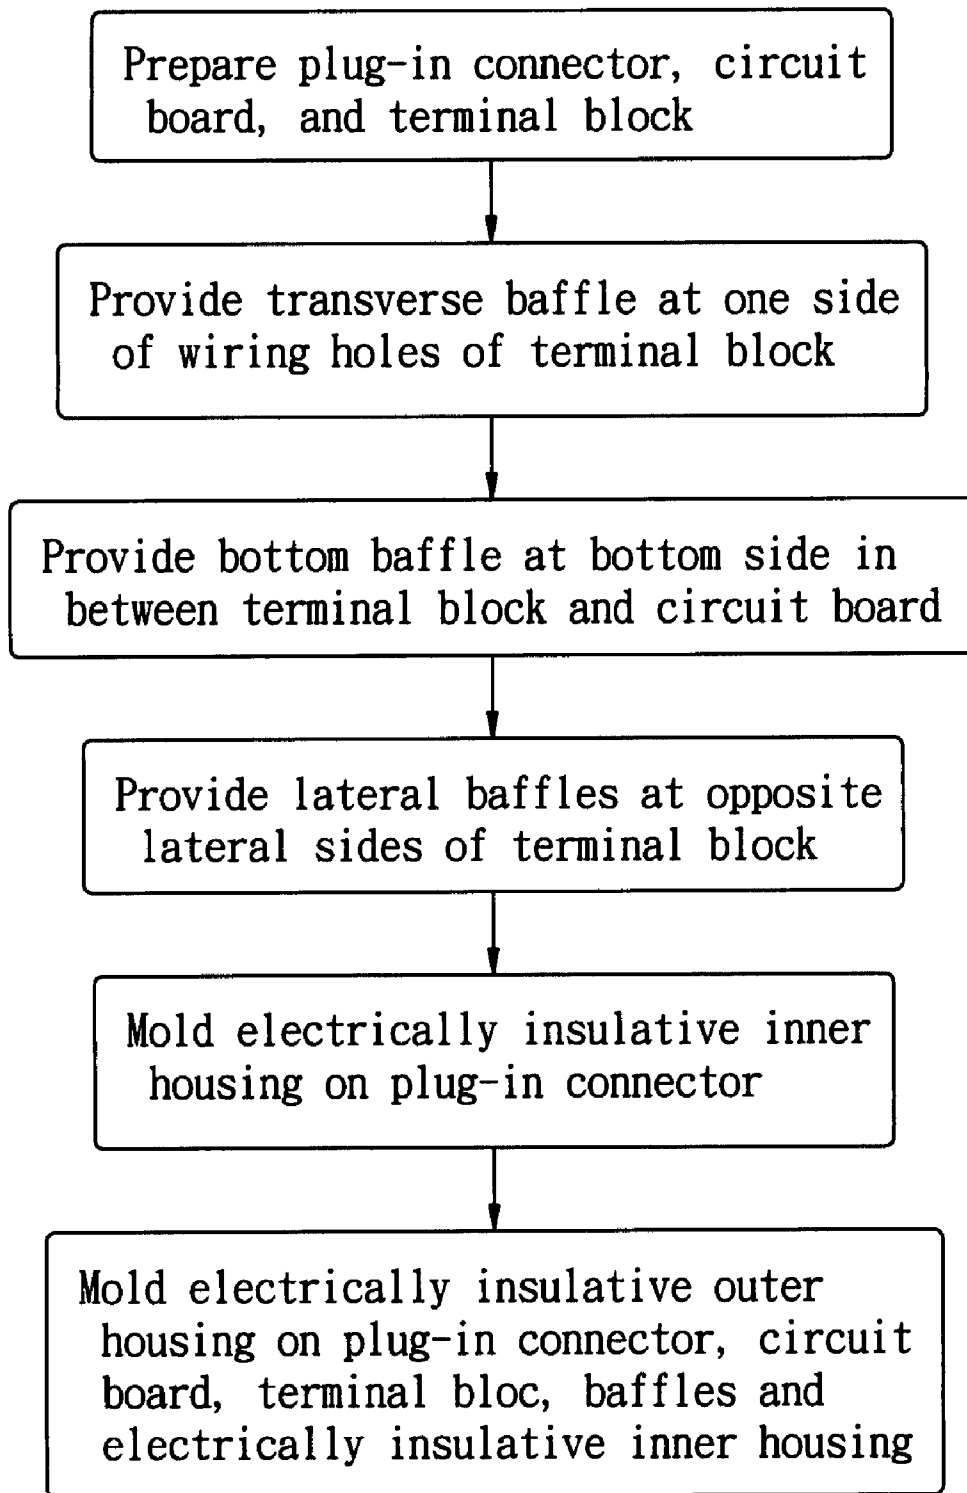 Prepare plug-in connector, circuit
board, and terminal block
Provide transverse baffle at one side
of wiring holes of terminal block
Provide bottom baffle at bottom side in
between terminal block and circuit board
Provide lateral baffles at opposite
lateral sides of terminal block
Mold electrically insulative inner
housing on plug-in connector
Mold electrically insulative outer
housing on plug-in connector, circuit
board, terminal bloc, baffles and
electrically insulative inner housing